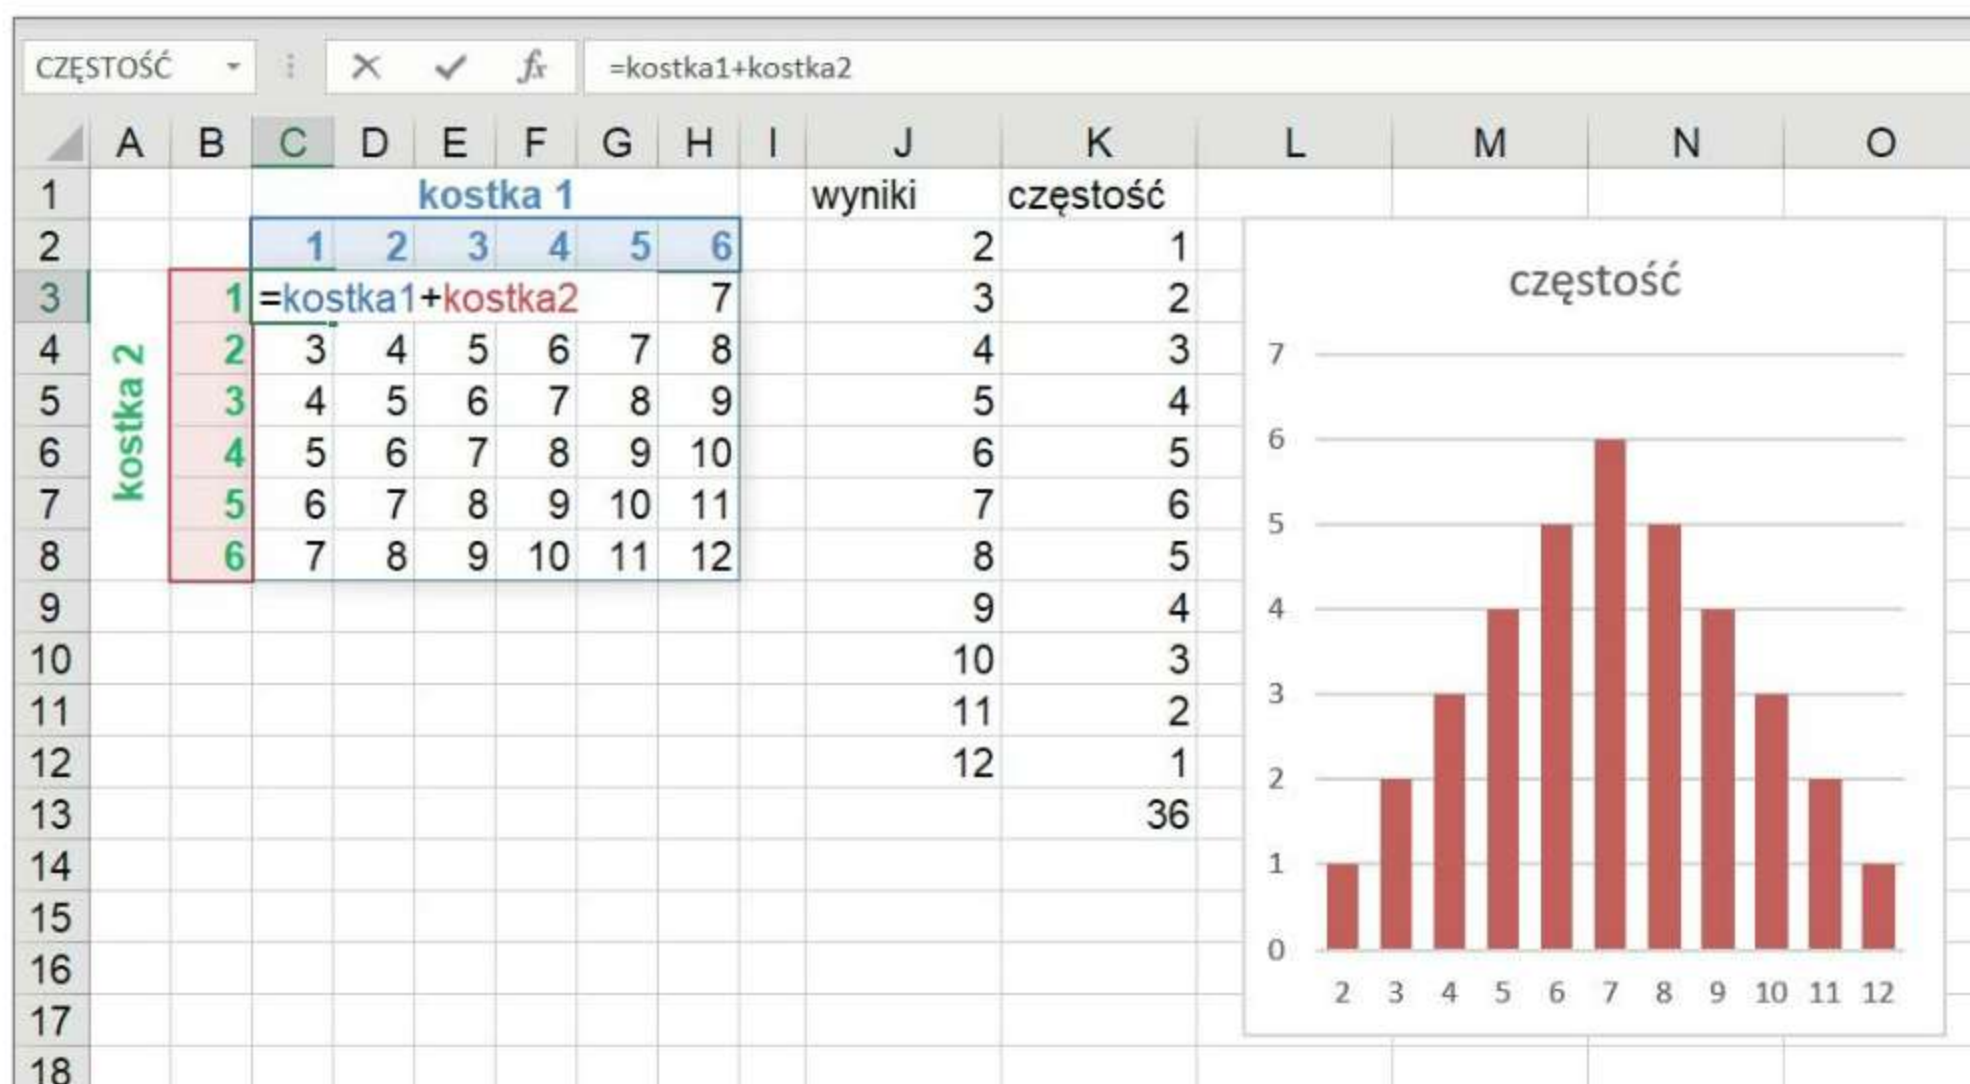 CZĘSTOŚĆ fx =kostka1+kostka2
A B C D E F G H I J K L M N O
1 kostka 1 wyniki częstość
2 1 2 3 4 5 6 2 1
3 1 =kostka1+kostka2 7 3 2
4 2 3 4 5 6 7 8 4 3
5 3 4 5 6 7 8 9 5 4
6 4 5 6 7 8 9 10 6 5
7 5 6 7 8 9 10 11 7 6
8 6 7 8 9 10 11 12 8 5
9 9 4
10 10 3
11 11 2
12 12 1
13 36
14
15
16
17
18
kostka 2
częstość
7
6
5
4
3
2
1
0
2 3 4 5 6 7 8 9 10 11 12